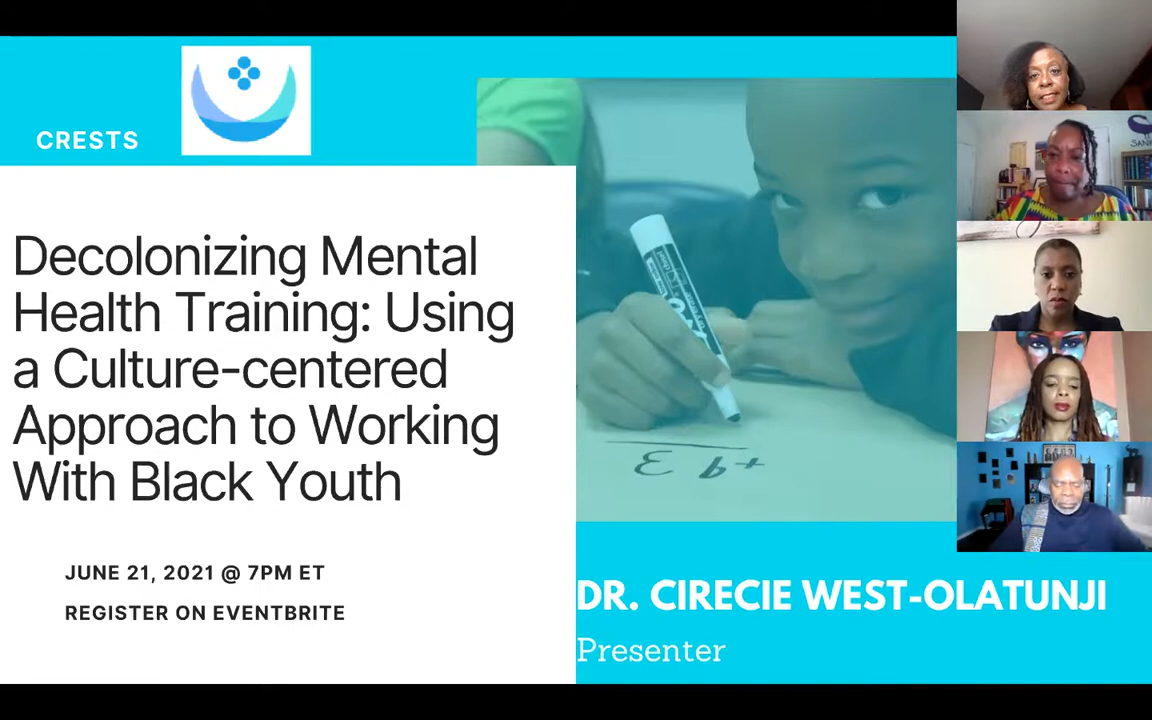 CRESTS
Decolonizing Mental
Health Training: Using
a Culture-centered
Approach to Working
With Black Youth
JUNE 21, 2021 @ 7PM ET
REGISTER ON EVENTBRITE
DR. CIRECIE WEST-OLATUNJI
Presenter